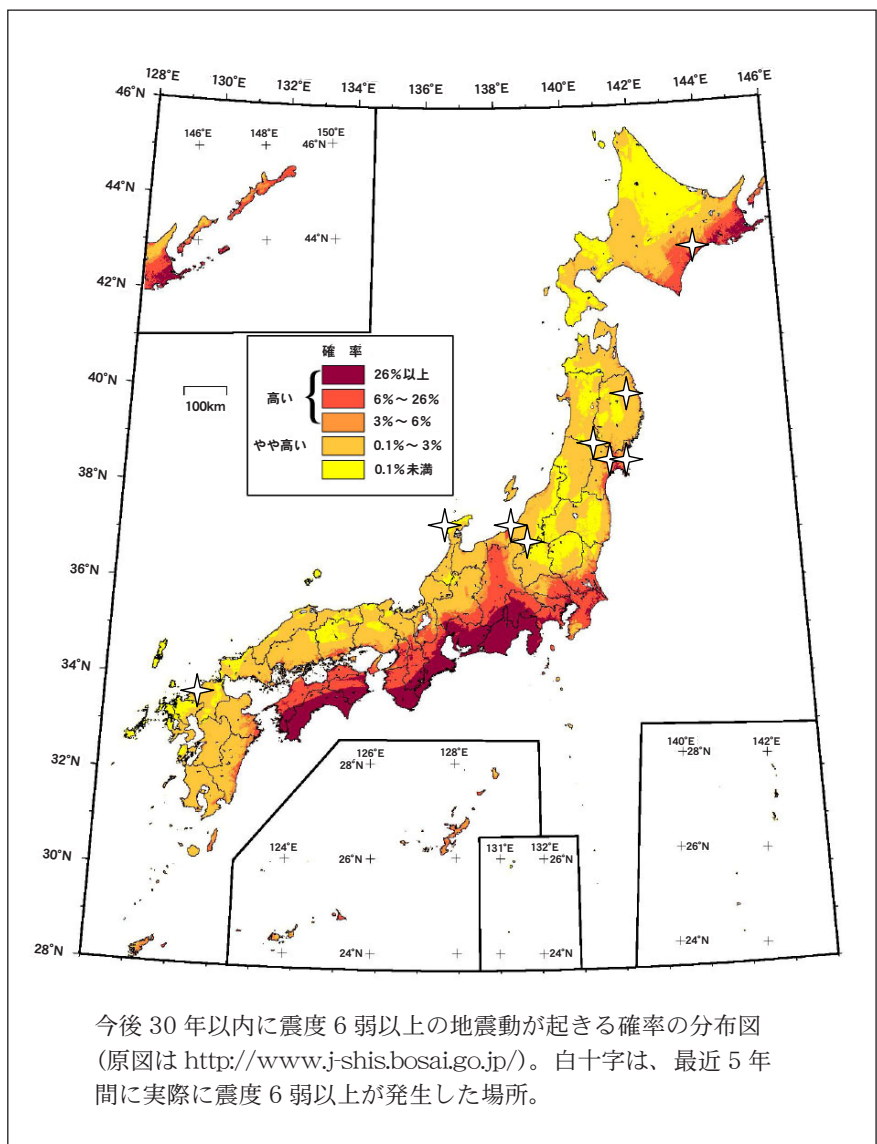 128°E 130°E 132°E 134°E 136°E 138°E 140°E 142°E 144°E 146°E
46°N
146°E 148°E 150°E
46°N
44°N
44°N
42°N
確 率
高い
26%以上
6%～26%
3%～6%
やや高い 0.1%～3%
0.1%未満
40°N
100km
38°N
36°N
34°N
32°N
30°N
28°N
126°E 128°E
28°N
124°E
26°N
24°N
131°E 132°E
26°N
24°N
140°E 142°E
28°N
26°N
24°N
今後 30 年以内に震度 6 弱以上の地震動が起きる確率の分布図
(原図は http://www.j-shis.bosai.go.jp/)。白十字は、最近 5 年
間に実際に震度 6 弱以上が発生した場所。